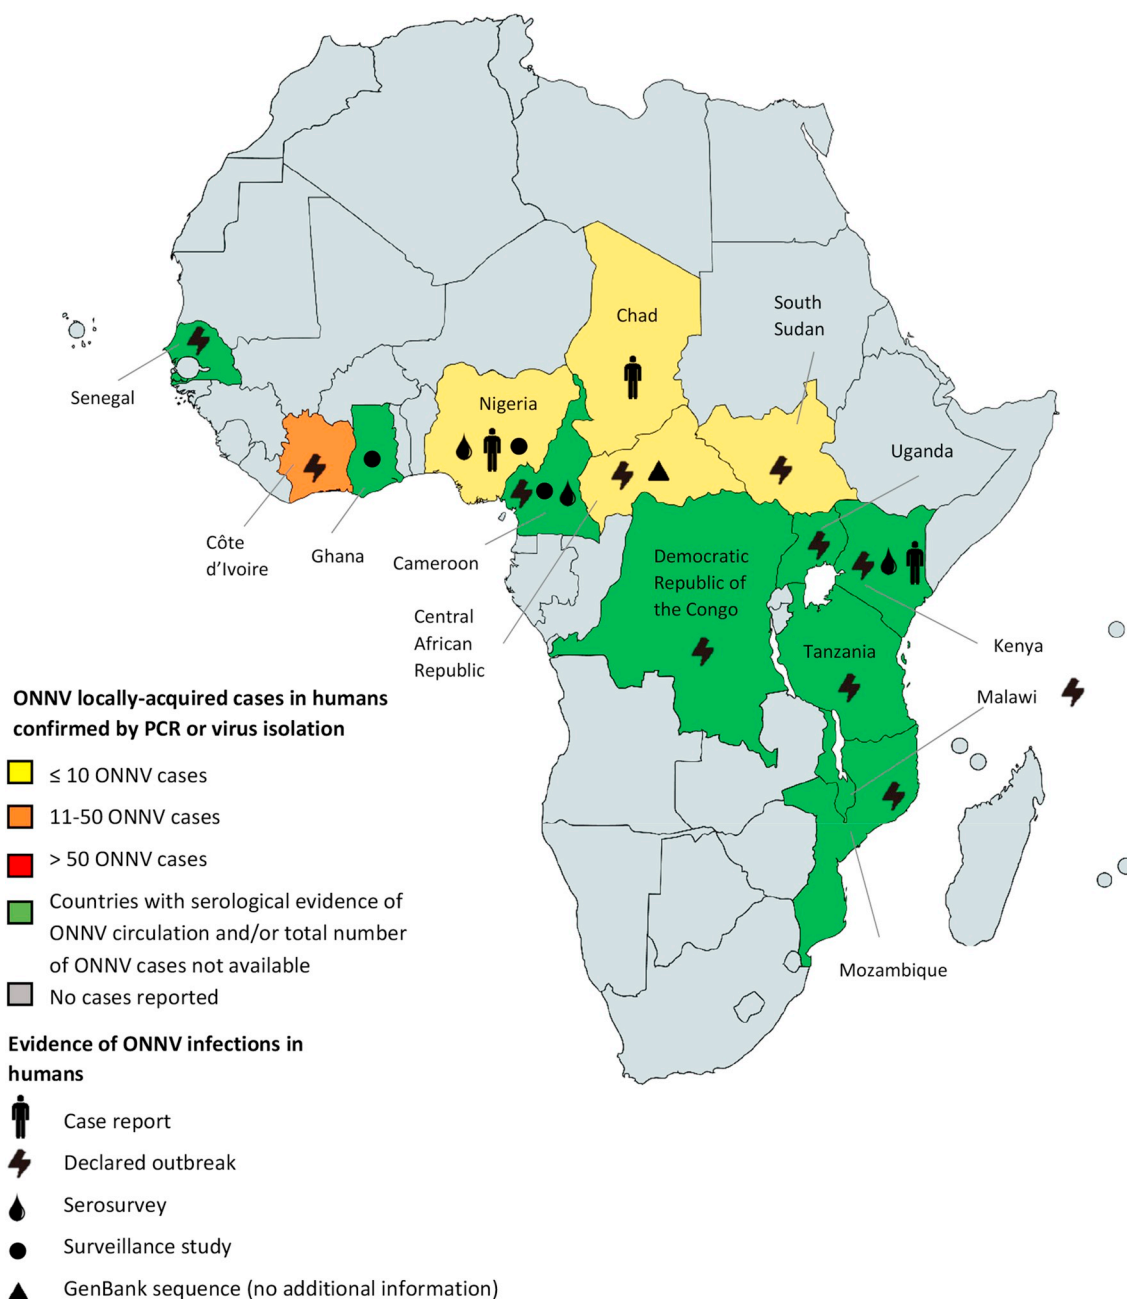 Chad
South
Sudan
Senegal
Nigeria
Uganda
Côte
d’Ivoire
Ghana
Cameroon
Democratic
Republic of
the Congo
Central
African
Republic
Tanzania
Kenya
Malawi
Mozambique
ONNV locally-acquired cases in humans
confirmed by PCR or virus isolation
≤ 10 ONNV cases
11-50 ONNV cases
> 50 ONNV cases
Countries with serological evidence of
ONNV circulation and/or total number
of ONNV cases not available
No cases reported
Evidence of ONNV infections in
humans
Case report
Declared outbreak
Serosurvey
Surveillance study
GenBank sequence (no additional information)